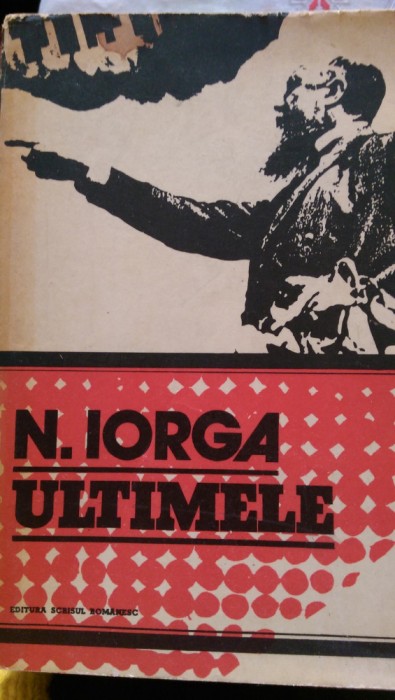 N. IORGA
ULTIMELE
EDITURA SCRISUL ROMÂNESC